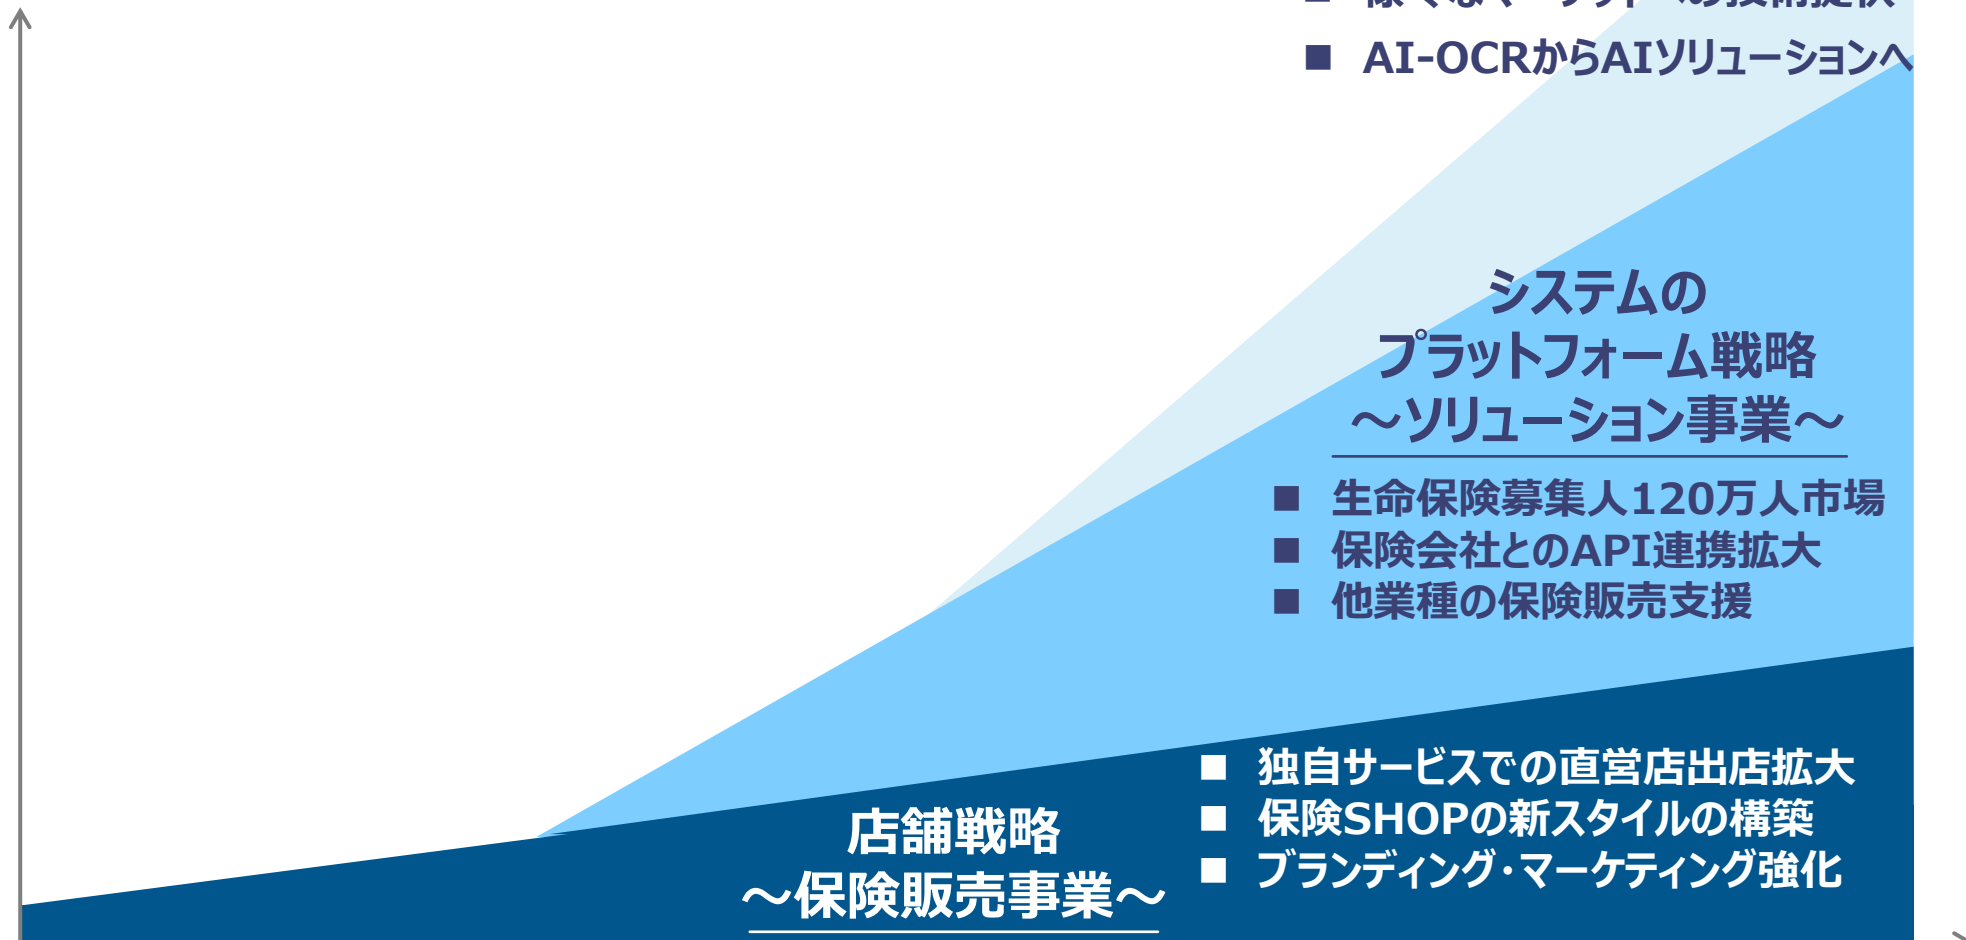 ■ AI-OCRからAIソリューションへ
システムの
プラットフォーム戦略
～ソリューション事業～
■ 生命保険募集人120万人市場
■ 保険会社とのAPI連携拡大
■ 他業種の保険販売支援
■ 独自サービスでの直営店出店拡大
■ 保険SHOPの新スタイルの構築
■ ブランディング・マーケティング強化
店舗戦略
～保険販売事業～